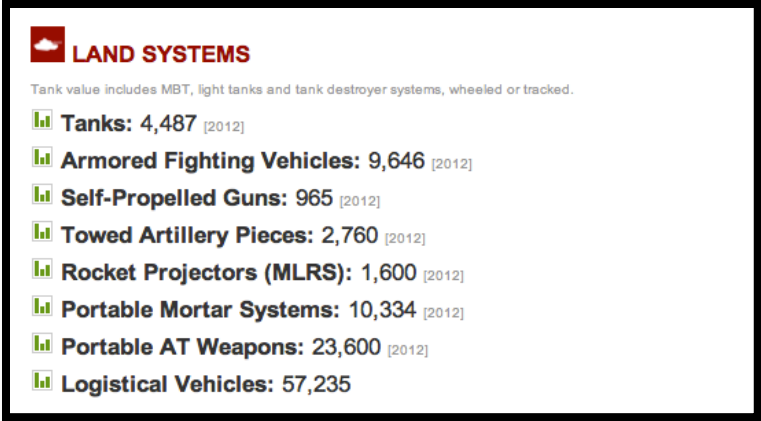 LAND SYSTEMS
Tank value includes MBT, light tanks and tank destroyer systems, wheeled or tracked.
Tanks: 4,487 [2012]
Armored Fighting Vehicles: 9,646 [2012]
Self-Propelled Guns: 965 [2012]
Towed Artillery Pieces: 2,760 [2012]
Rocket Projectors (MLRS): 1,600 [2012]
Portable Mortar Systems: 10,334 [2012]
Portable AT Weapons: 23,600 [2012]
Logistical Vehicles: 57,235